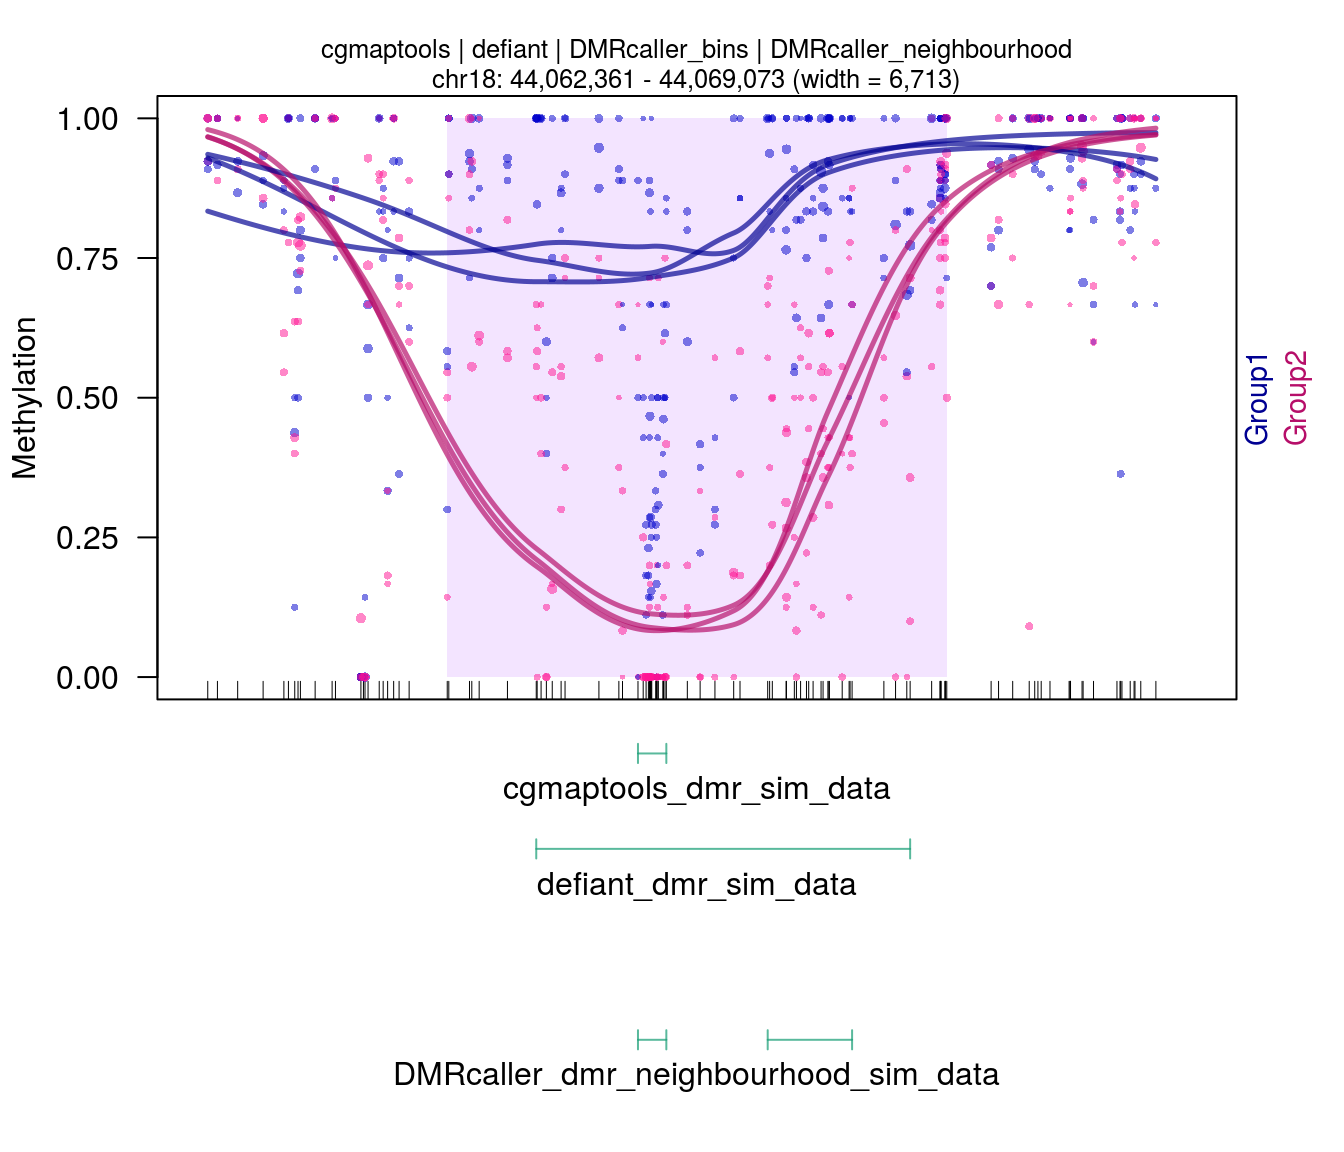 cgmaptools | defiant | DMRcaller_bins | DMRcaller_neighbourhood
chr18: 44,062,361 - 44,069,073 (width = 6,713)
1.00
0.75
0.50
0.25
0.00
Methylation
Group1
Group2
cgmaptools_dmr_sim_data
defiant_dmr_sim_data
DMRcaller_dmr_neighbourhood_sim_data